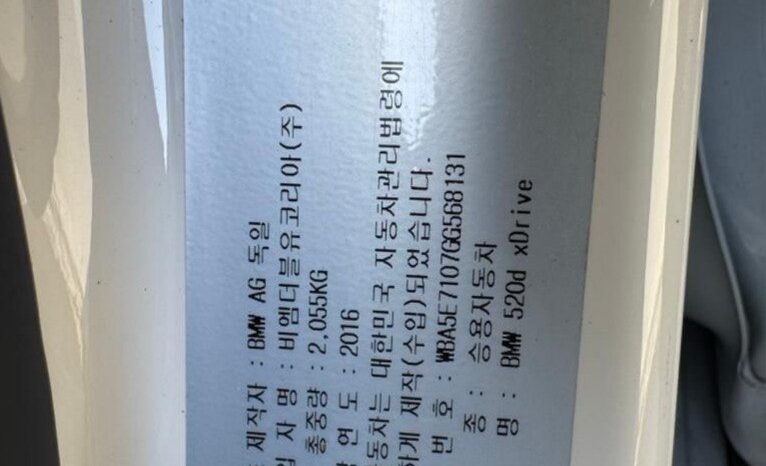 제작자 : BMW AG 독일
자 명 : 비엠더블유코리아(주)
총중량 : 2,055KG
연 도 : 2016
동차는 대한민국 자동차관리법령에
하게 제작(수입)되었습니다.
번 호 : WBA5E7107GG568131
종 : 승용자동차
명 : BMW 520d xDrive